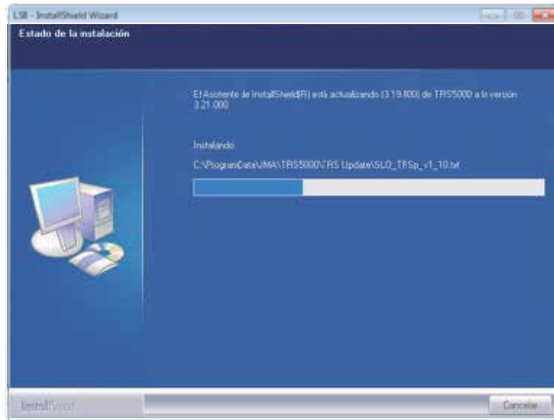 LSB - InstallShield Wizard
Estado de la instalación
El Asistente de InstallShield(R) está actualizando (3.19.000) de TRS5000 a la versión
3.21.000
Instalando
C:\ProgramData\JMA\TRS5000\TRS Update\SLO_TRSp_v1_10.txt
InstallShield
Cancelar